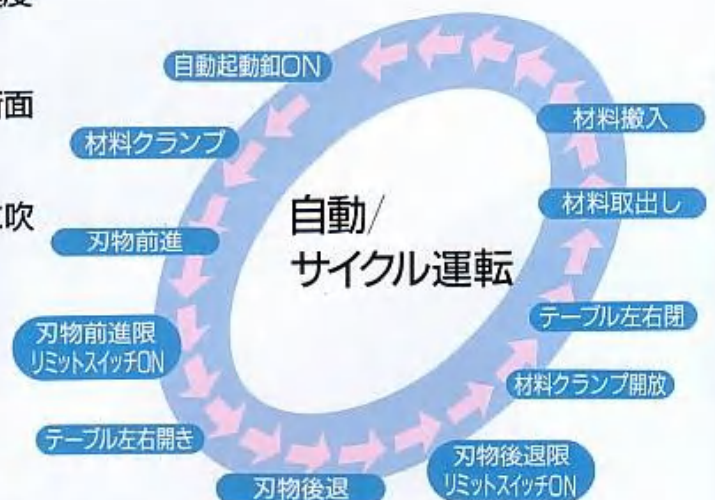 度
面
吹
自動/
サイクル運転
自動起動釦ON
材料クランプ
刃物前進
刃物前進限
リミットスイッチON
テーブル左右開き
刃物後退
刃物後退限
リミットスイッチON
材料クランプ開放
テーブル左右閉
材料取出し
材料搬入